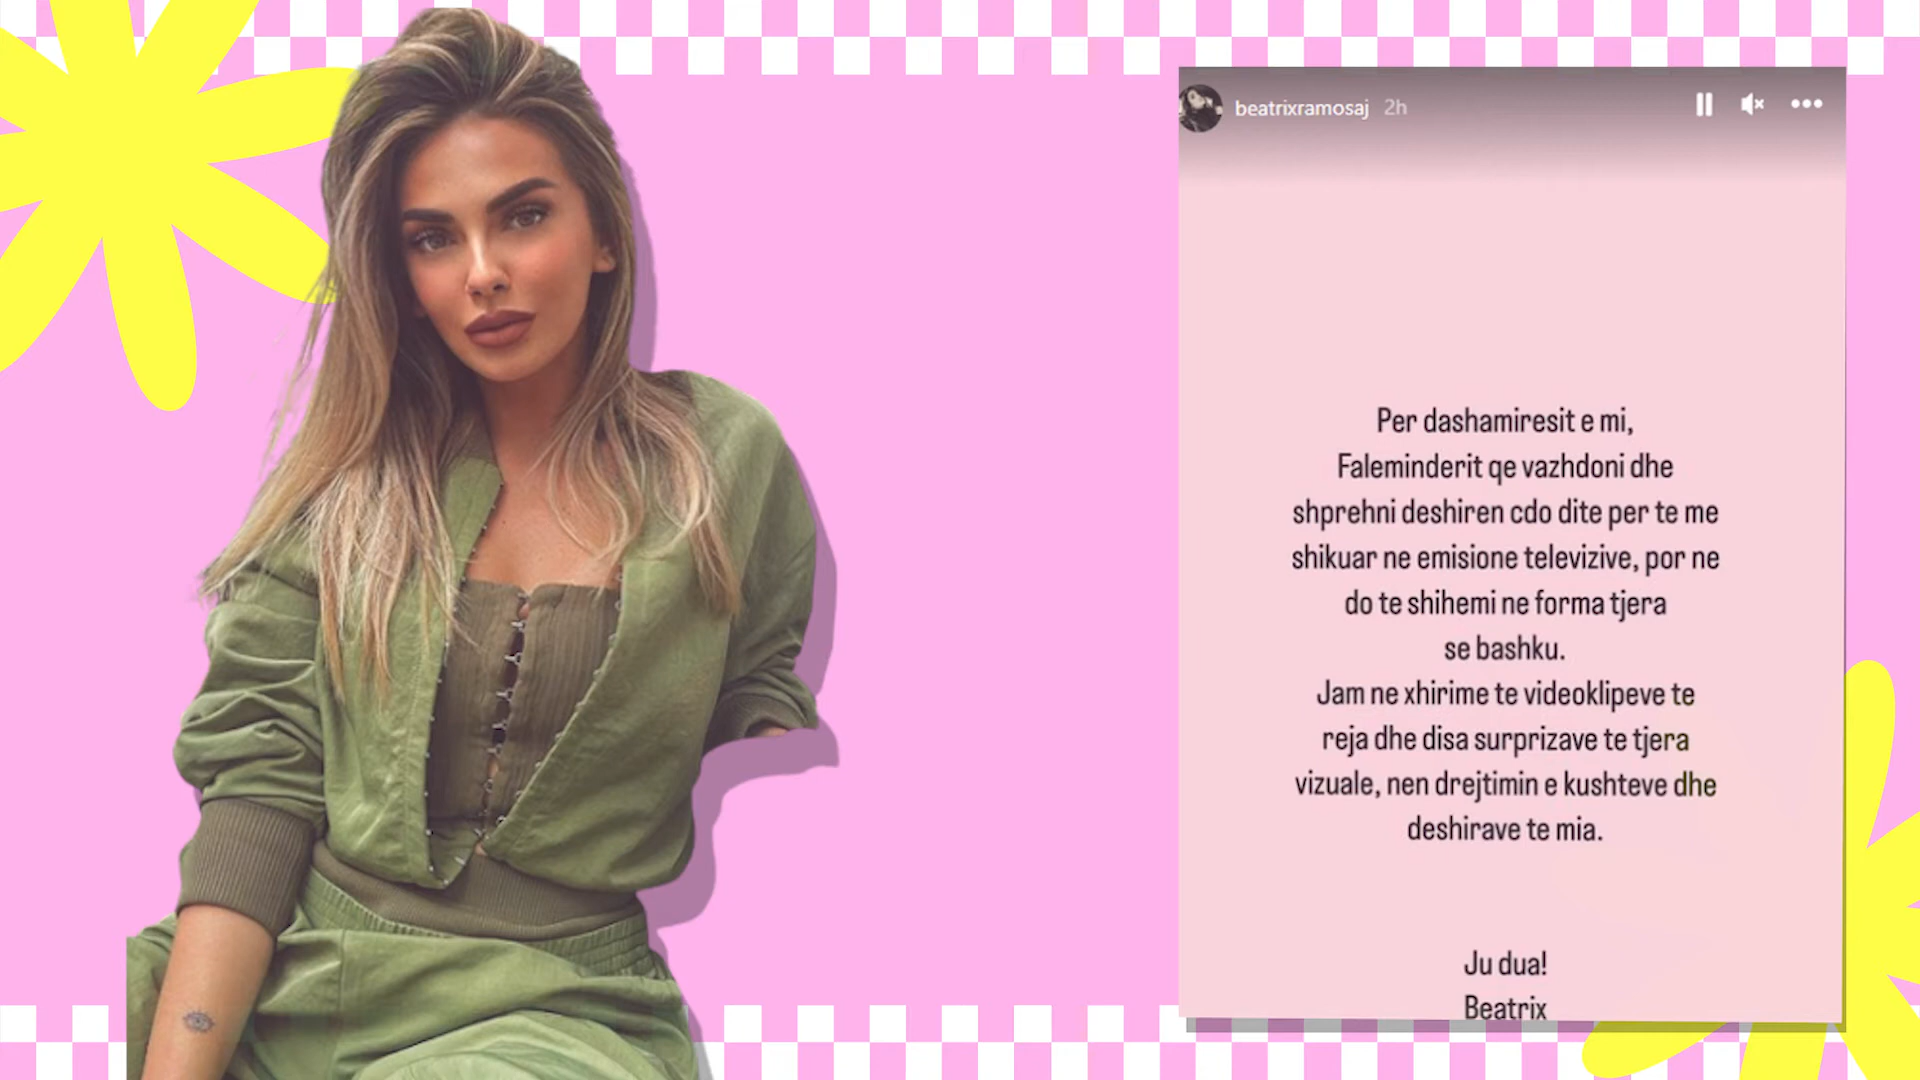 beatrixramosaj 2h
Per dashamiresit e mi,
Faleminderit qe vazhdoni dhe
shprehni deshiren cdo dite per te me
shikuar ne emisione televizive, por ne
do te shihemi ne forma tjera
se bashku.
Jam ne xhirime te videoklipeve te
reja dhe disa surprizave te tjera
vizuale, nen drejtimin e kushteve dhe
deshirave te mia.
Ju dua!
Beatrix